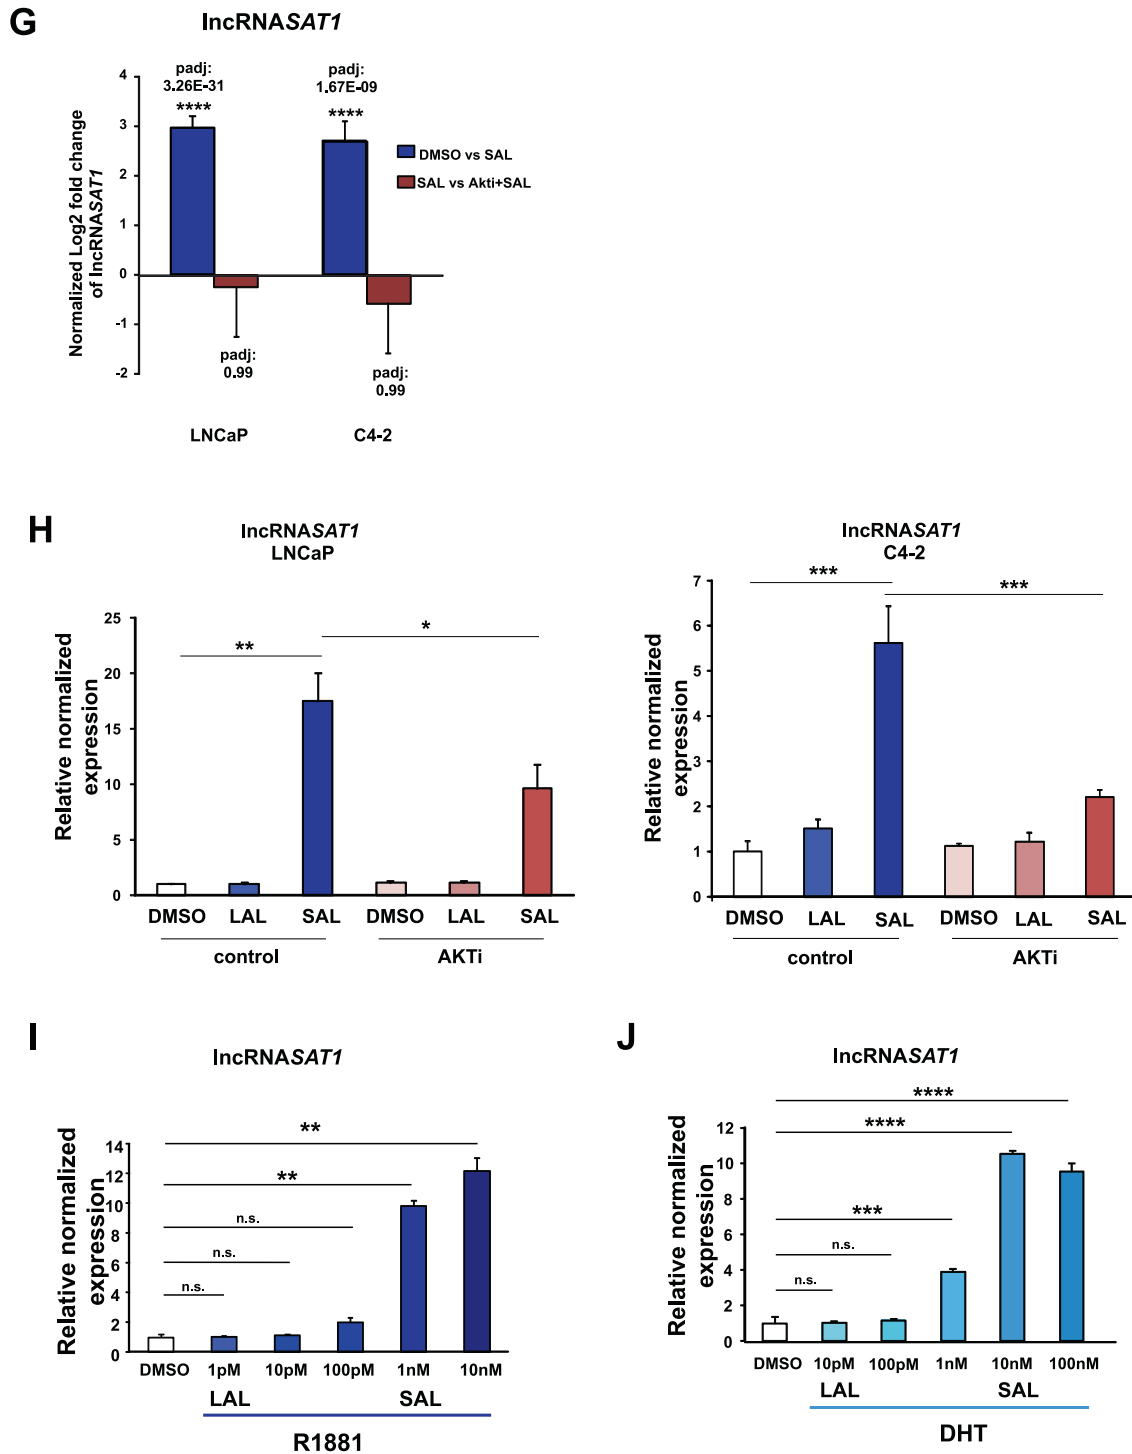 G
lncRNASAT1
Normalized Log2 fold change
of lncRNASAT1
4
3
2
1
0
-1
-2
padj:
3.26E-31
****
padj:
1.67E-09
****
DMSO vs SAL
SAL vs Akti+SAL
padj:
0.99
padj:
0.99
LNCaP C4-2
H
lncRNASAT1
LNCaP
Relative normalized
expression
25
20
15
10
5
0
**
*
DMSO LAL SAL DMSO LAL SAL
control AKTi
lncRNASAT1
C4-2
Relative normalized
expression
7
6
5
4
3
2
1
0
***
***
DMSO LAL SAL DMSO LAL SAL
control AKTi
I
lncRNASAT1
Relative normalized
expression
14
12
10
8
6
4
2
0
**
**
n.s.
n.s.
n.s.
DMSO 1pM 10pM 100pM 1nM 10nM
LAL SAL
R1881
J
lncRNASAT1
Relative normalized
expression
12
10
8
6
4
2
0
****
****
***
n.s.
n.s.
DMSO 10pM 100pM 1nM 10nM 100nM
LAL SAL
DHT